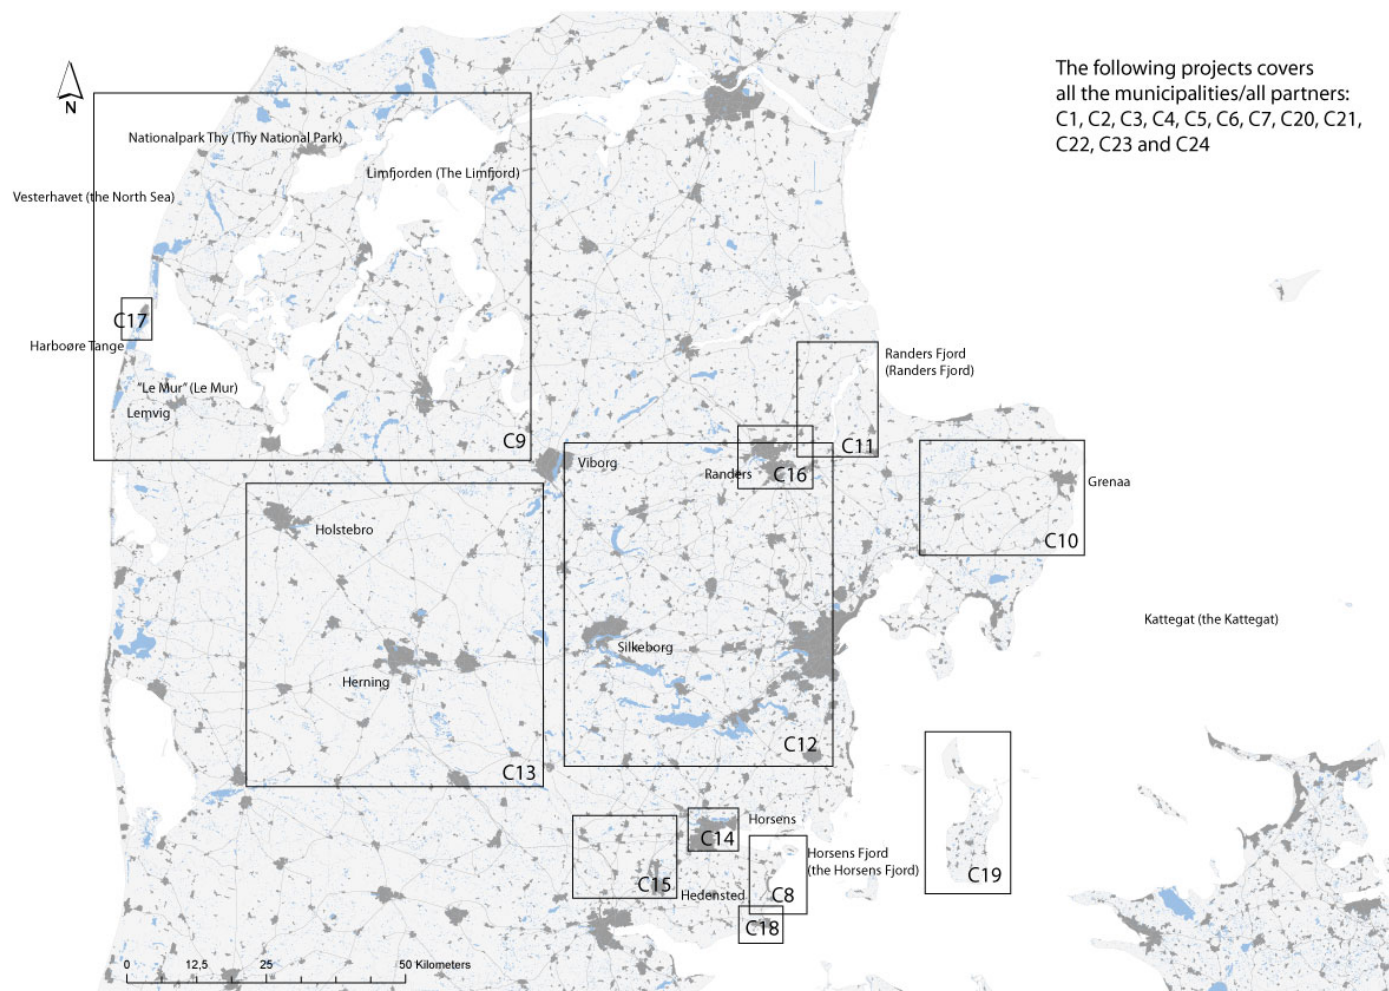 The following projects covers
all the municipalities/all partners:
C1, C2, C3, C4, C5, C6, C7, C20, C21,
C22, C23 and C24
N
Nationalpark Thy (Thy National Park)
Limfjorden (The Limfjord)
Vesterhavet (the North Sea)
C17
Harboøre Tange
"Le Mur" (Le Mur)
Lemvig
C9
Randers Fjord
(Randers Fjord)
C11
Viborg
Randers
C16
Grenaa
Holstebro
C10
Kattegat (the Kattegat)
Silkeborg
Herning
C12
C13
Horsens
C14
Horsens Fjord
(the Horsens Fjord)
C19
C15
Hedensted
C8
C18
0 12,5 25 50 Kilometers